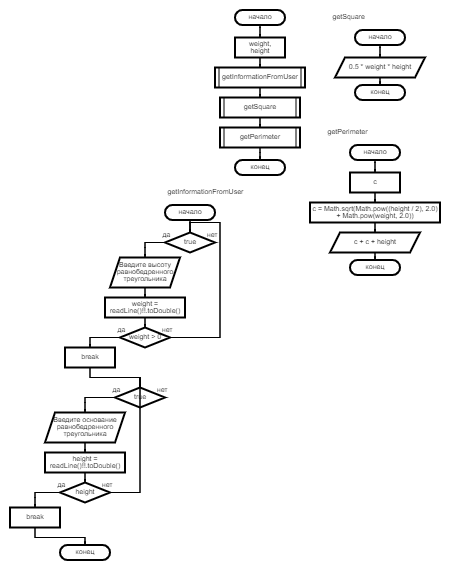 начало
weight,
height
getInformationFromUser
getSquare
getPerimeter
конец
getSquare
начало
0.5 * weight * height
конец
getPerimeter
начало
c
c = Math.sqrt(Math.pow((height / 2), 2.0)
+ Math.pow(weight, 2.0))
c + c + height
конец
getInformationFromUser
начало
да
нет
true
Введите высоту
равнобедренного
треугольника
weight =
readLine()!!.toDouble()
да
нет
weight > 0
break
да
нет
true
Введите основание
равнобедренного
треугольника
height =
readLine()!!.toDouble()
да
нет
height
break
конец